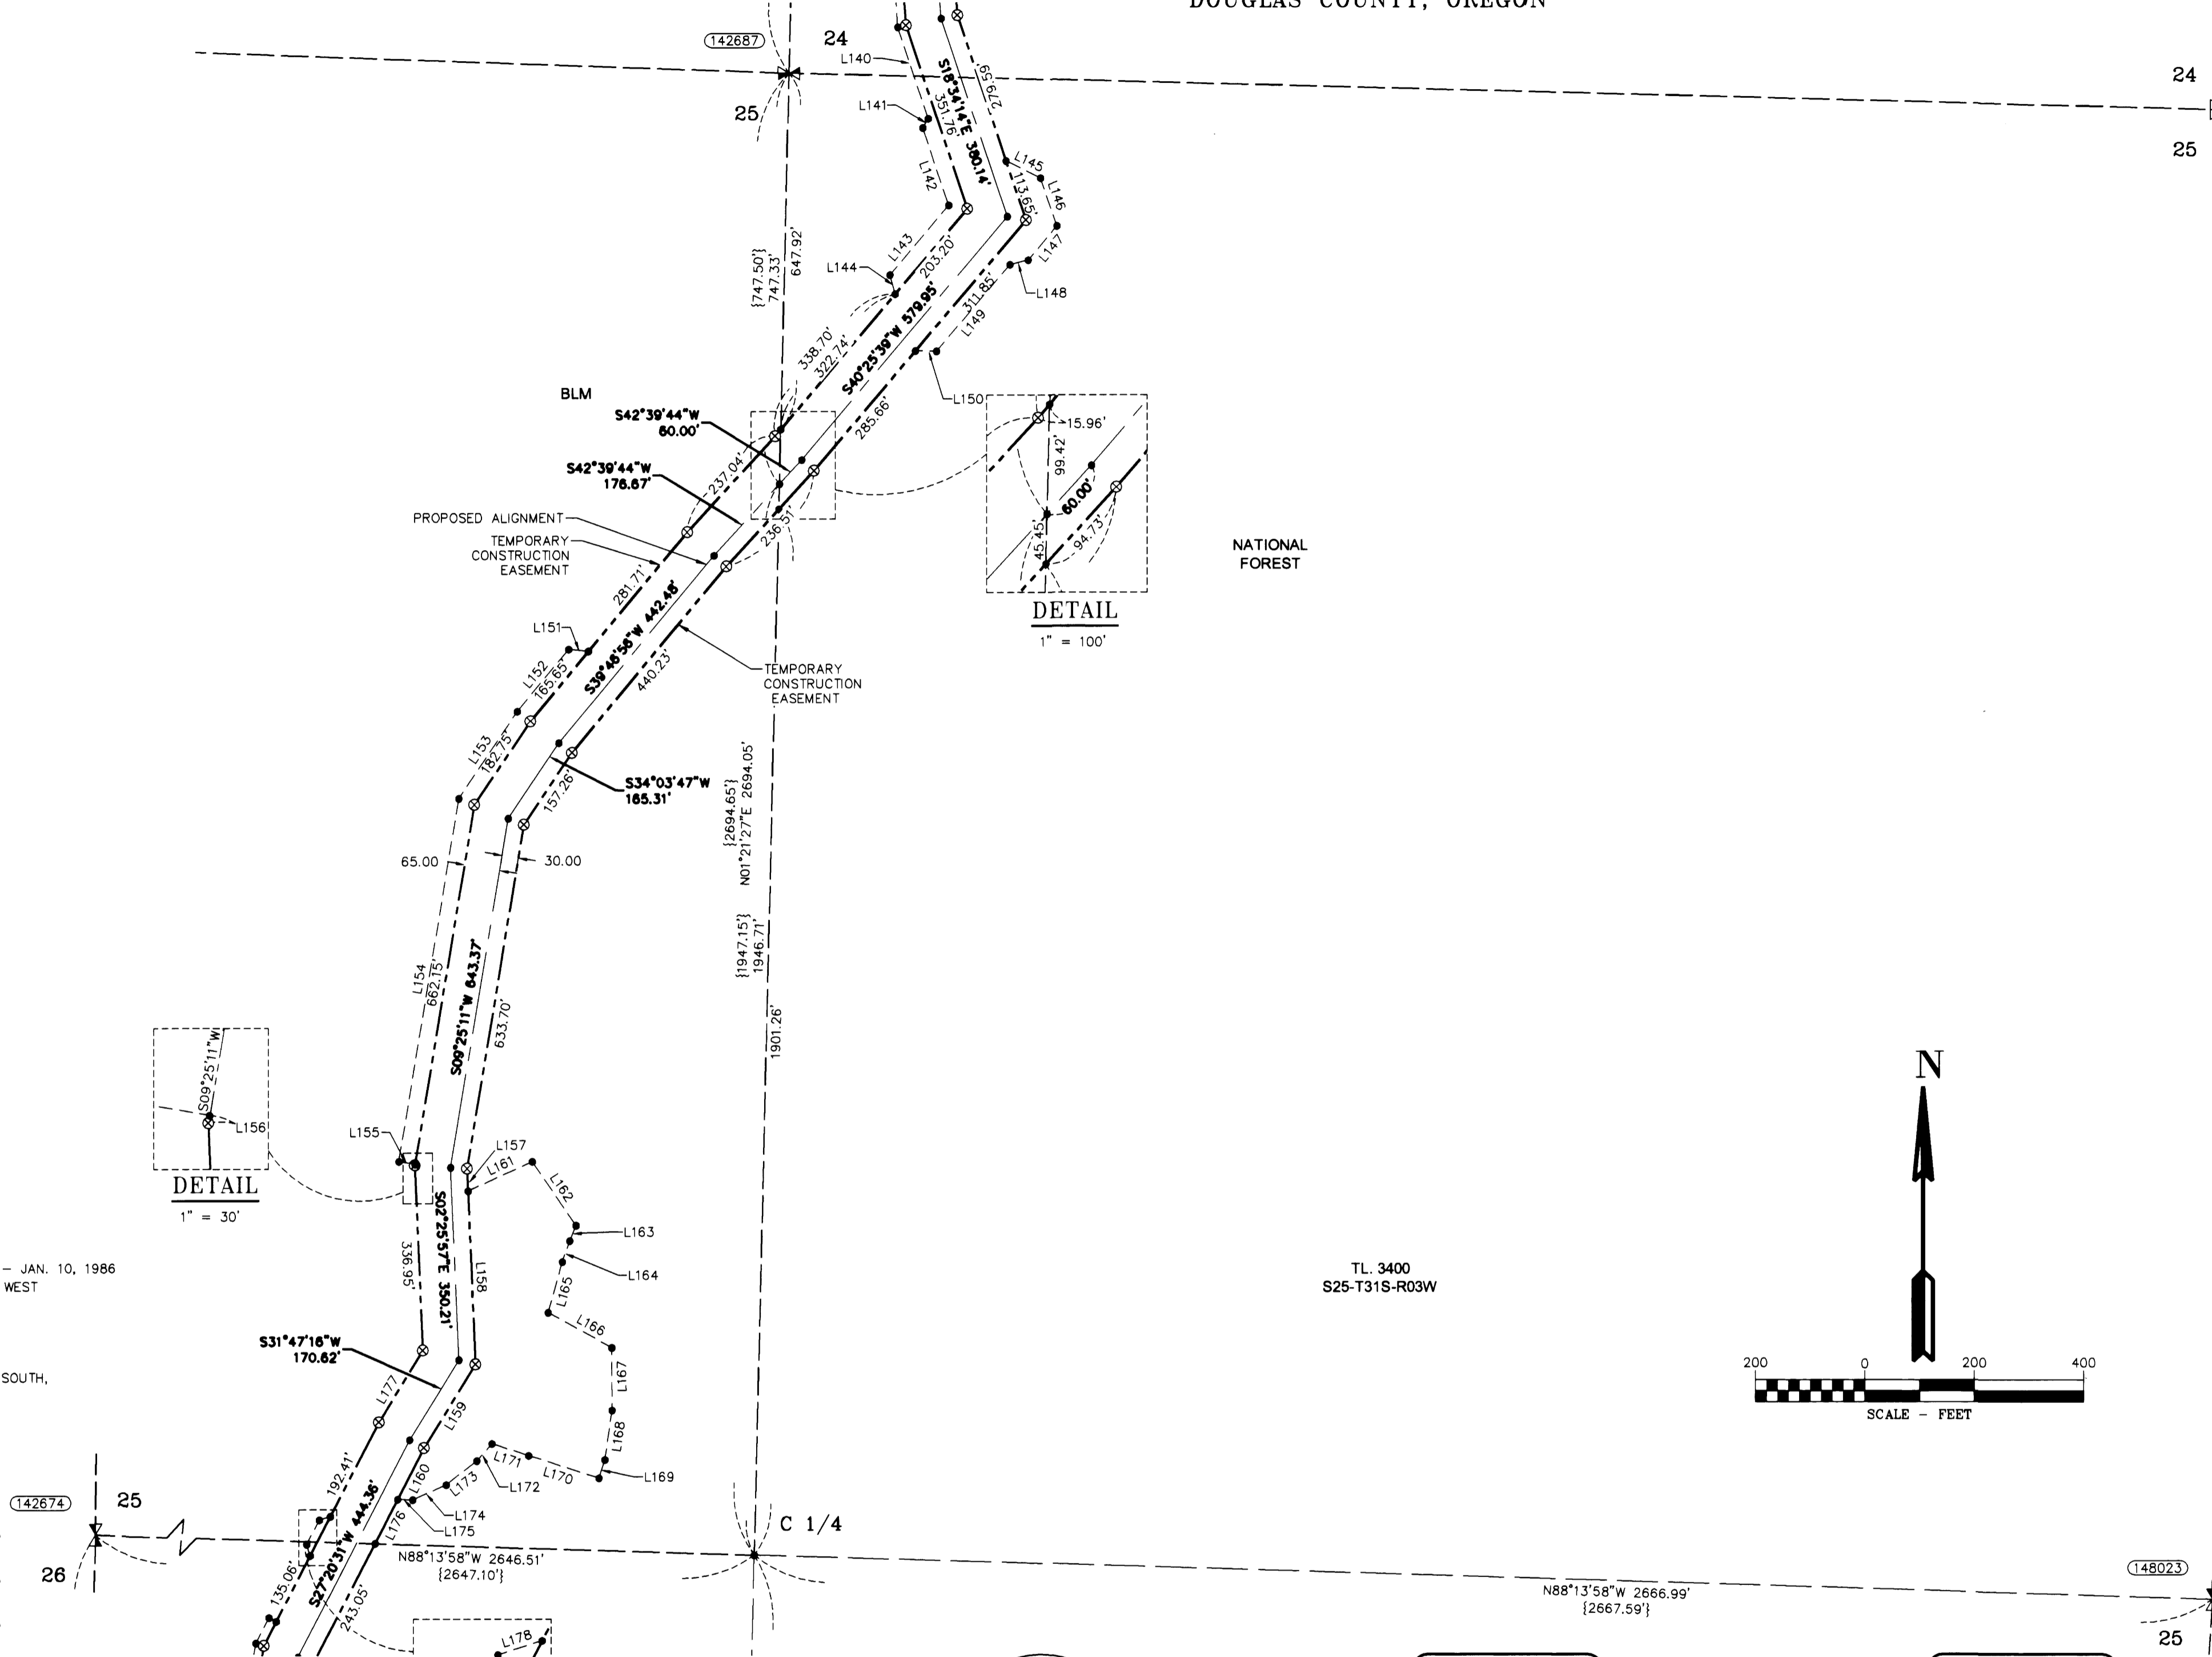 DOUGLAS COUNTY, OREGON
142687
24
24
L140
S18°34'14"E 380.14'
351.76'
279.59'
25
L141
25
L142
L145
L146
113.65'
L143
L147
{747.50'}
747.33'
647.92'
L144
203.20'
L148
311.85'
L149
338.70'
322.74'
S40°25'39"W 579.95'
L150
BLM
S42°39'44"W
60.00'
285.66'
15.96'
99.42'
60.00'
45.45'
94.73'
DETAIL
1" = 100'
S42°39'44"W
176.67'
237.04'
236.51'
PROPOSED ALIGNMENT
TEMPORARY
CONSTRUCTION
EASEMENT
NATIONAL
FOREST
281.71'
S39°46'56"W 442.48'
L151
440.23'
L152
165.65'
TEMPORARY
CONSTRUCTION
EASEMENT
L153
182.75'
S34°03'47"W
165.31'
157.26'
{2694.65'}
N01°21'27"E 2694.05'
65.00
30.00
L154
662.15'
S09°25'11"W 643.37'
633.70'
{1947.15'}
1946.71'
1901.26'
N
S09°25'11"W
L156
DETAIL
1" = 30'
L155
L157
L161
L162
L163
L164
L165
S02°25'57"E 350.21'
336.95'
L158
L166
- JAN. 10, 1986
WEST
TL. 3400
S25-T31S-R03W
S31°47'16"W
170.62'
L167
SOUTH,
L177
L159
L168
200 0 200 400
SCALE - FEET
192.41'
L160
L173
L171
L172
L170
L169
L174
L175
142674
25
L176
C 1/4
N88°13'58"W 2646.51'
{2647.10'}
26
135.06'
S27°20'31"W 444.36'
243.05'
148023
N88°13'58"W 2666.99'
{2667.59'}
L178
25